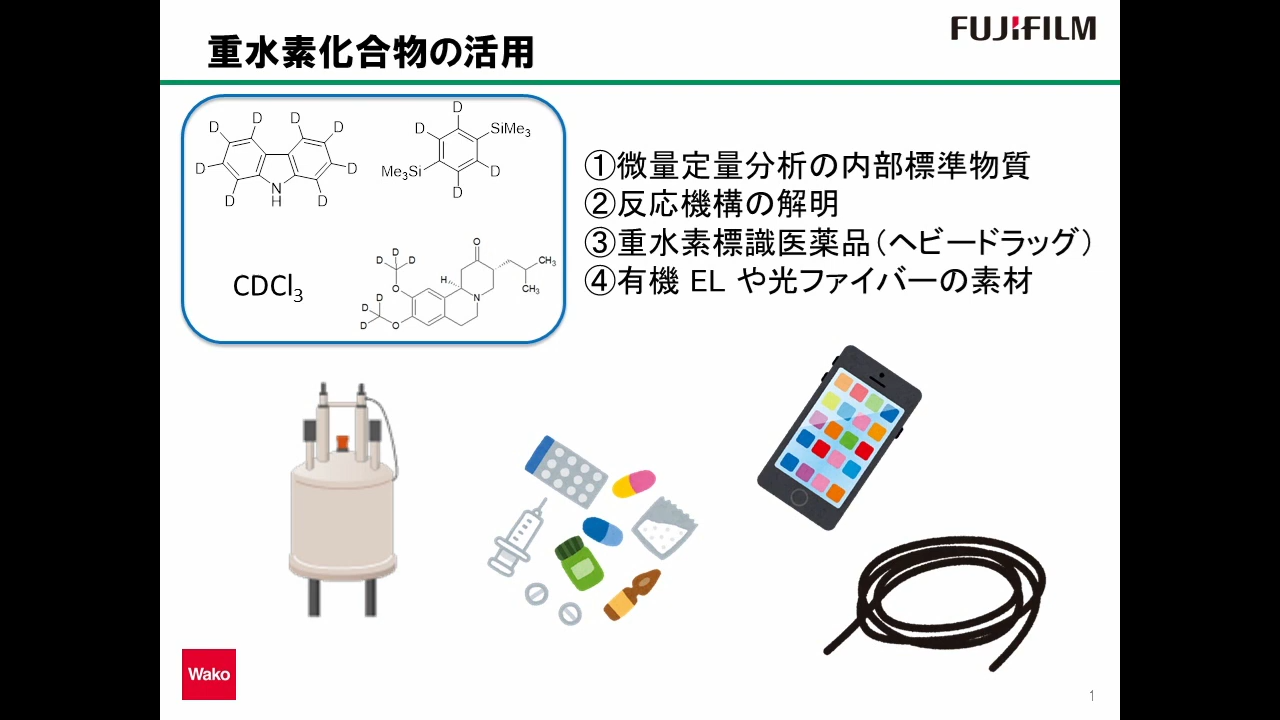 重水素化合物の活用
FUJIFILM
D D D D
D D
D D
N
H
D
D
SiMe3
Me3Si
D
D
CDCl3
D D D
O
D D D
O
H
N
O
CH3
CH3
①微量定量分析の内部標準物質
②反応機構の解明
③重水素標識医薬品（ヘビードラッグ）
④有機 EL や光ファイバーの素材
Wako
1